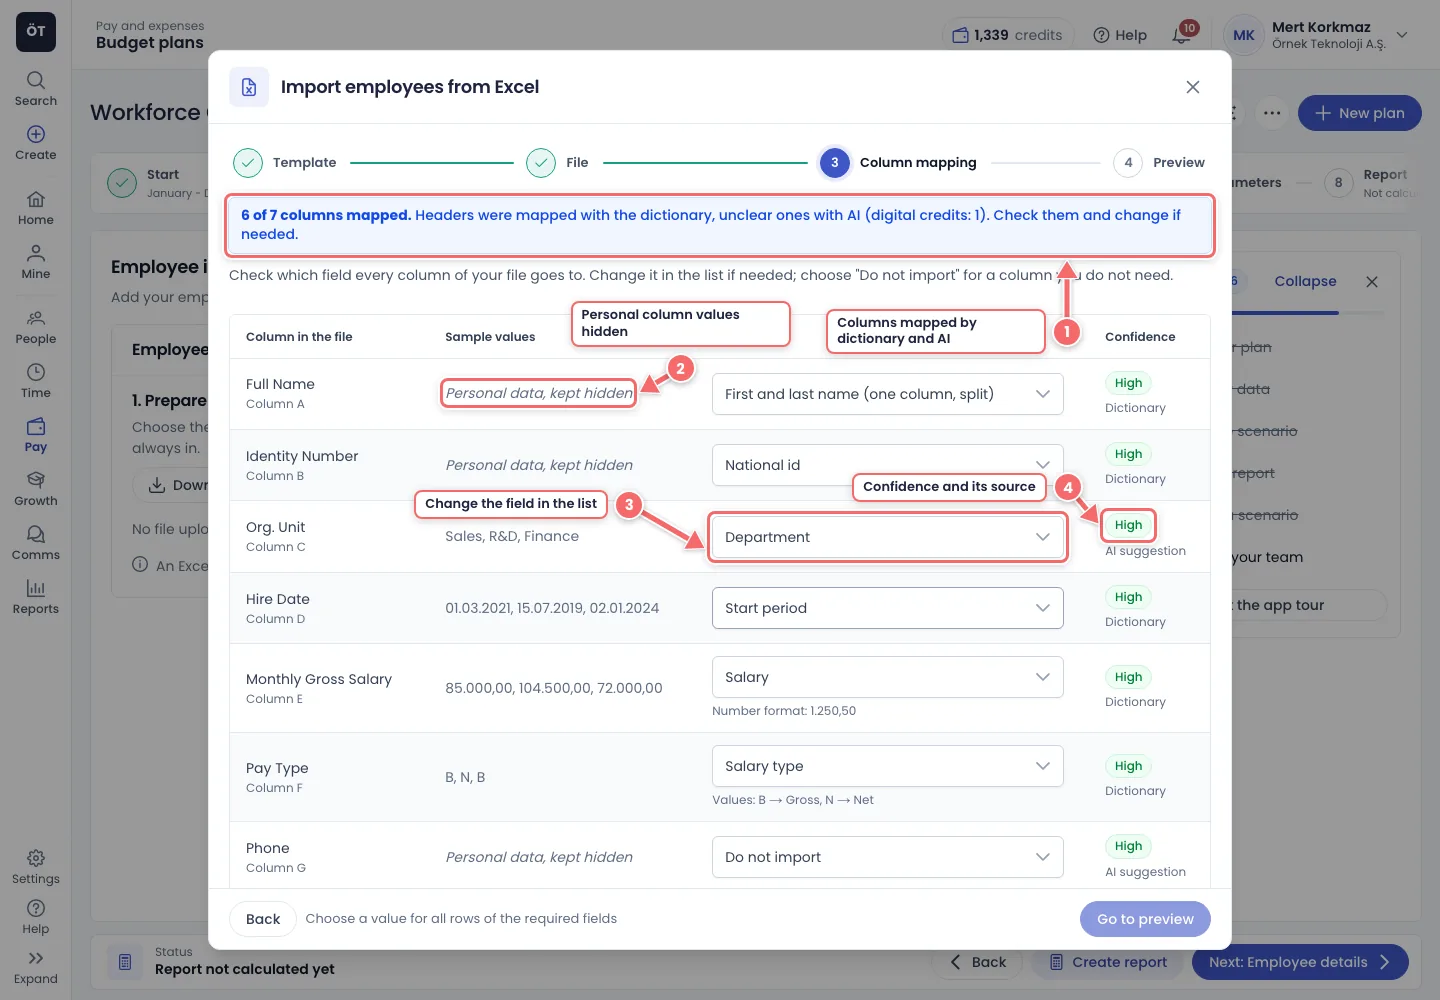 ÖT
Pay and expenses
Budget plans
1,339 credits
Help
10
MK
Mert Korkmaz
Örnek Teknoloji A.Ş.
Search
Create
Home
Mine
People
Time
Pay
Growth
Comms
Reports
Settings
Help
Expand
Workforce
New plan
Start
January - D
meters
8
Report
Not calcu
Import employees from Excel
Template
File
3
Column mapping
4
Preview
6 of 7 columns mapped. Headers were mapped with the dictionary, unclear ones with AI (digital credits: 1). Check them and change if
needed.
Check which field every column of your file goes to. Change it in the list if needed; choose "Do not import" for a column you do not need.
Employee i
Add your emp
Employee
1. Prepare
Choose the
always in.
Down
No file uplo
An Exce
6
Collapse
r plan
data
scenario
report
scenario
your team
t the app tour
Column in the file
Sample values
Confidence
Personal column values
hidden
Columns mapped by
dictionary and AI
1
2
Full Name
Column A
Personal data, kept hidden
First and last name (one column, split)
High
Dictionary
Identity Number
Column B
Personal data, kept hidden
National id
High
Dictionary
Change the field in the list
3
Confidence and its source
4
Org. Unit
Column C
Sales, R&D, Finance
Department
High
AI suggestion
Hire Date
Column D
01.03.2021, 15.07.2019, 02.01.2024
Start period
High
Dictionary
Monthly Gross Salary
Column E
85.000,00, 104.500,00, 72.000,00
Salary
Number format: 1.250,50
High
Dictionary
Pay Type
Column F
B, N, B
Salary type
Values: B → Gross, N → Net
High
Dictionary
Phone
Column G
Personal data, kept hidden
Do not import
High
AI suggestion
Back
Choose a value for all rows of the required fields
Go to preview
Status
Report not calculated yet
Back
Create report
Next: Employee details